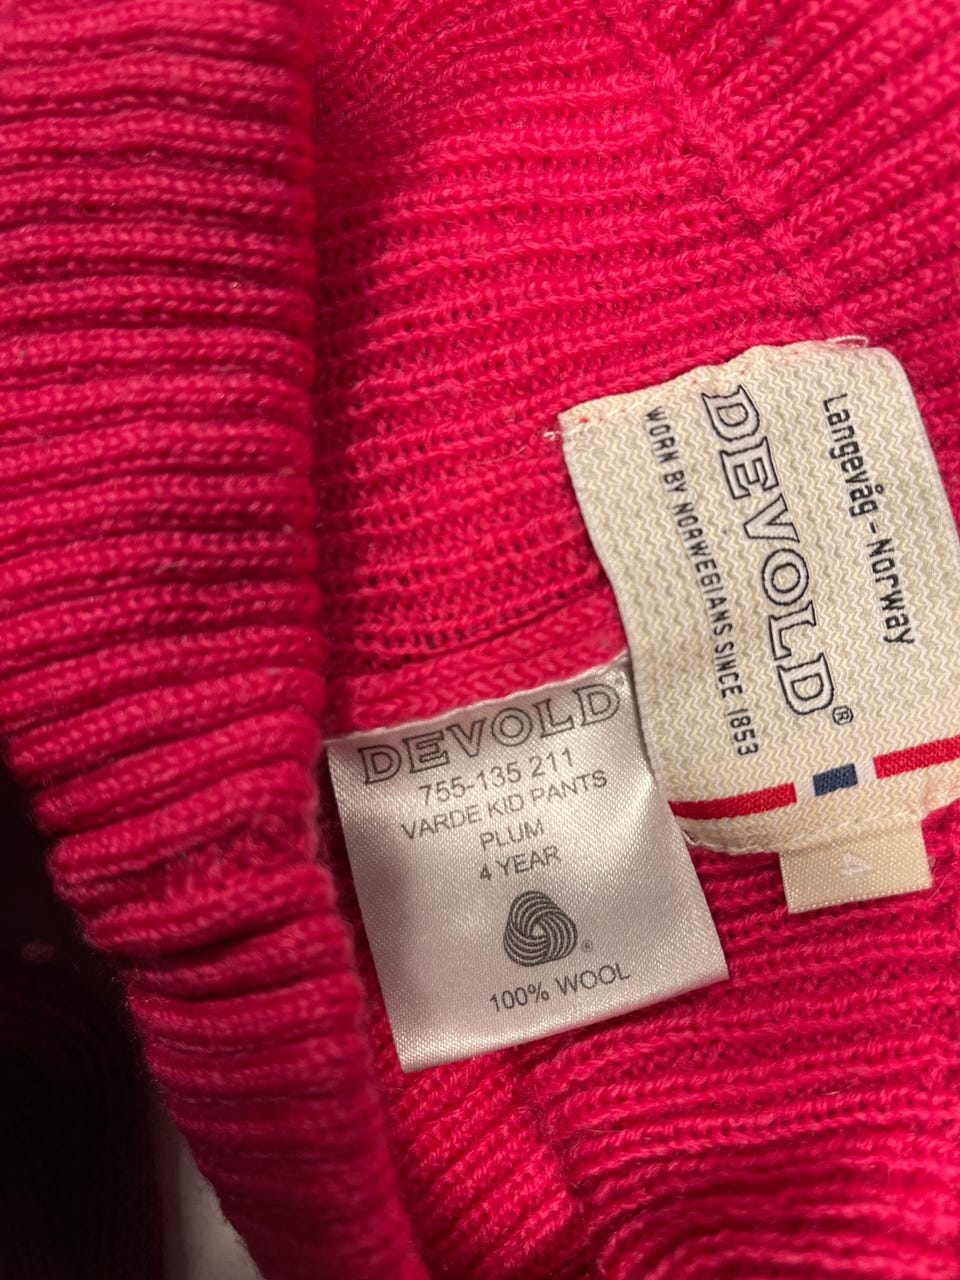 Langevåg - Norway
DEVOLD®
WORN BY NORWEGIANS SINCE 1853
4
DEVOLD
755-135 211
VARDE KID PANTS
PLUM
4 YEAR
®
100% WOOL